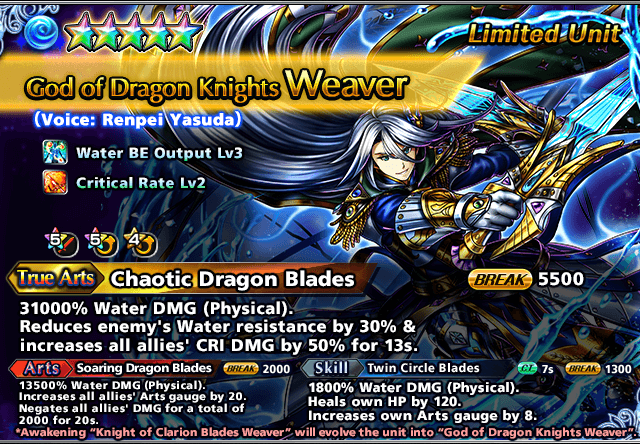 Limited Unit
God of Dragon Knights Weaver
(Voice: Renpei Yasuda)
Water BE Output Lv3
Critical Rate Lv2
5 5 4
True Arts Chaotic Dragon Blades BREAK 5500
31000% Water DMG (Physical).
Reduces enemy's Water resistance by 30% &
increases all allies' CRI DMG by 50% for 13s.
Arts Soaring Dragon Blades BREAK 2000
13500% Water DMG (Physical).
Increases all allies' Arts gauge by 20.
Negates all allies' DMG for a total of
2000 for 20s.
Skill Twin Circle Blades CT 7s BREAK 1300
1800% Water DMG (Physical).
Heals own HP by 120.
Increases own Arts gauge by 8.
*Awakening “Knight of Clarion Blades Weaver” will evolve the unit into “God of Dragon Knights Weaver”